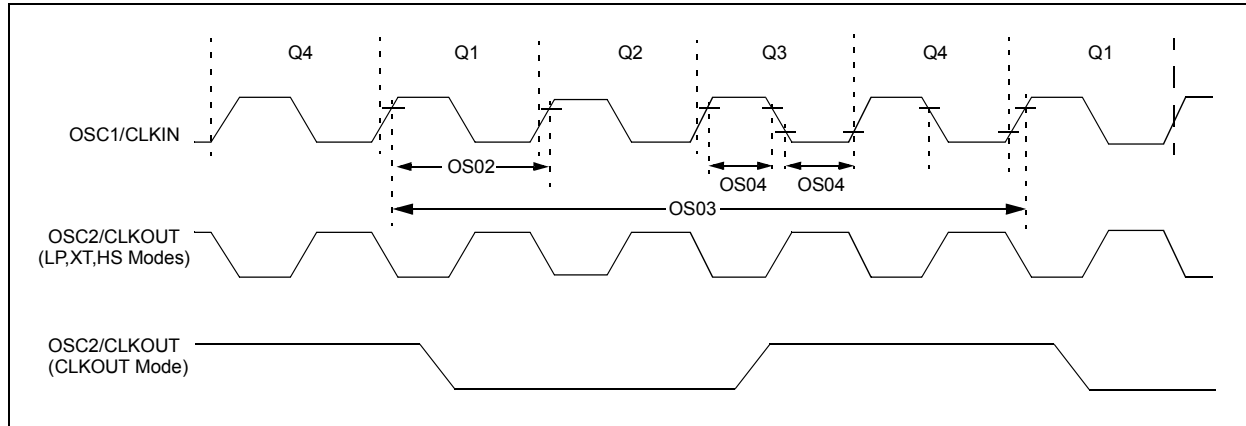 Q4 Q1 Q2 Q3 Q4 Q1
OSC1/CLKIN
OS02
OS04 OS04
OS03
OSC2/CLKOUT
(LP,XT,HS Modes)
OSC2/CLKOUT
(CLKOUT Mode)